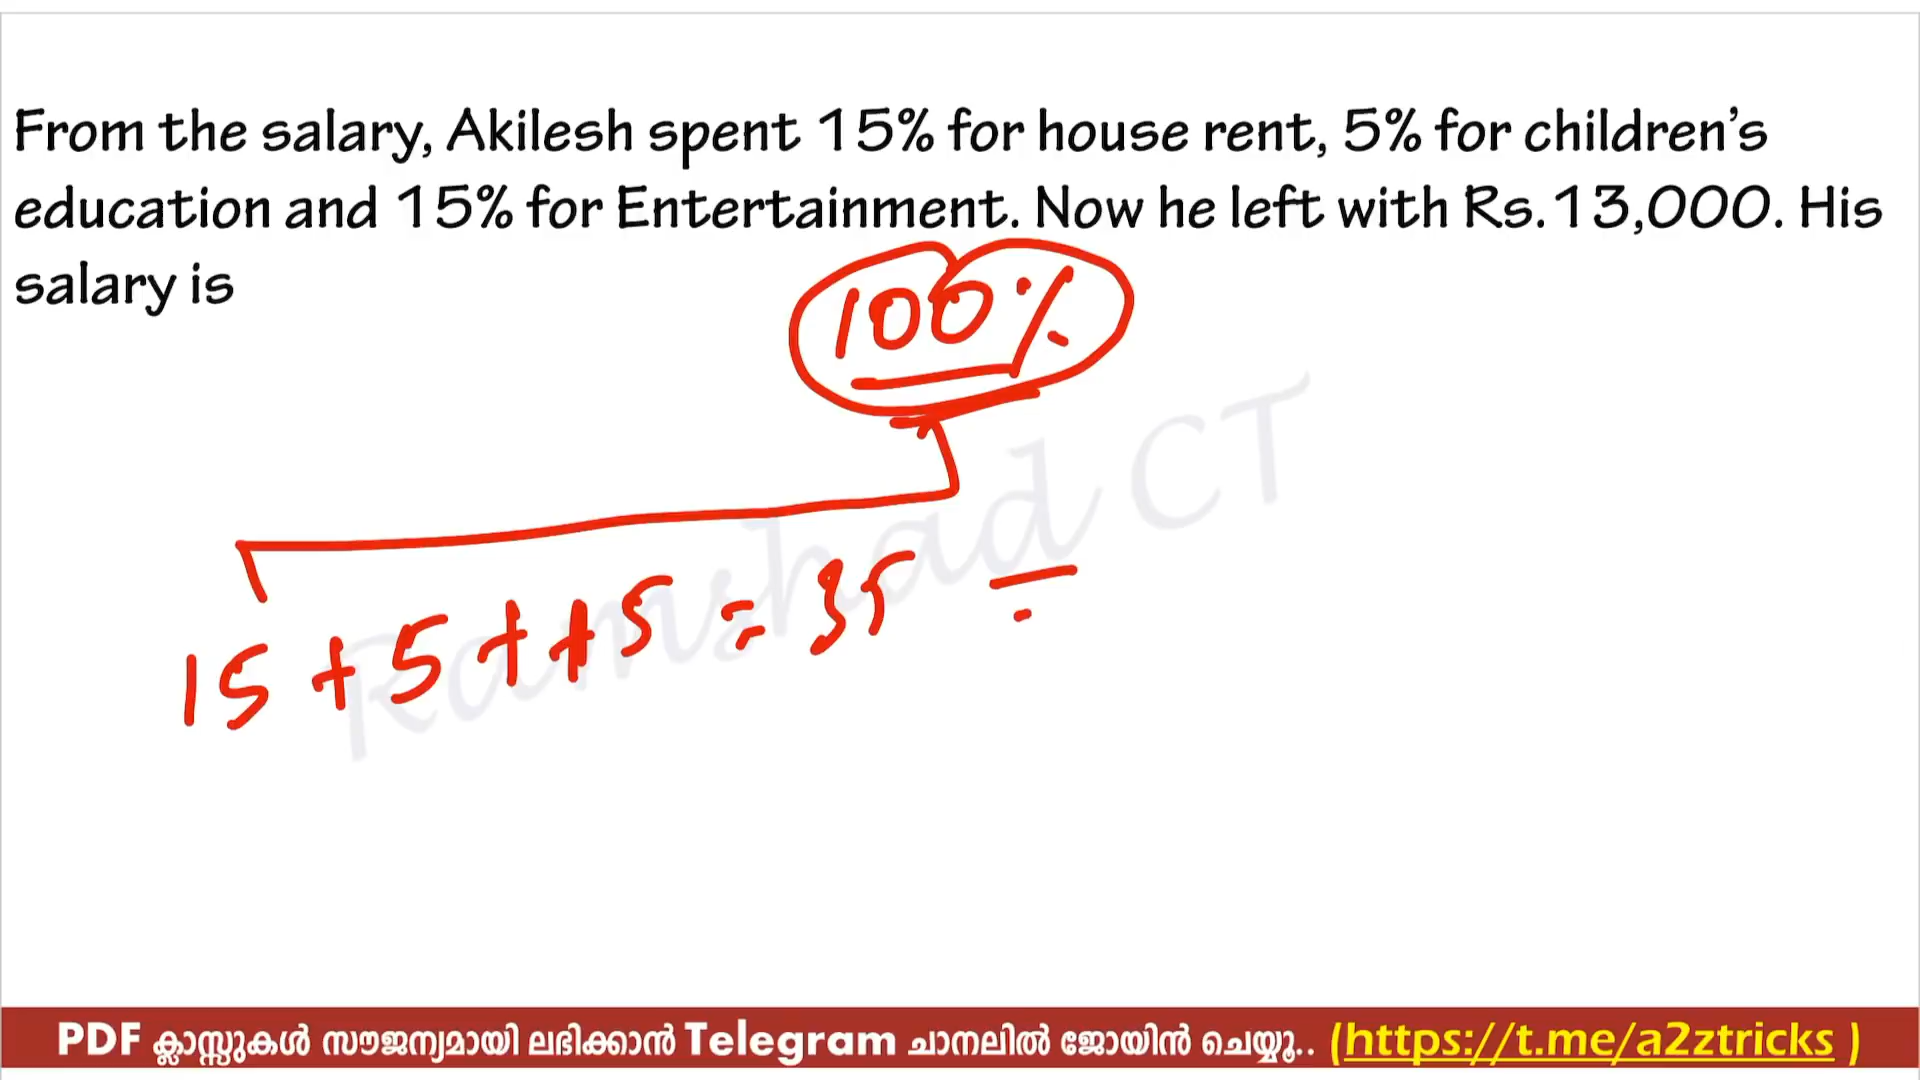 From the salary, Akilesh spent 15% for house rent, 5% for children’s
education and 15% for Entertainment. Now he left with Rs.13,000. His
salary is
100%
15 + 5 + 15 = 35
Ramshad CT
PDF ക്ലാസ്സുകൾ സൗജന്യമായി ലഭിക്കാൻ Telegram ചാനലിൽ ജോയിൻ ചെയ്യൂ.. (https://t.me/a2ztricks )